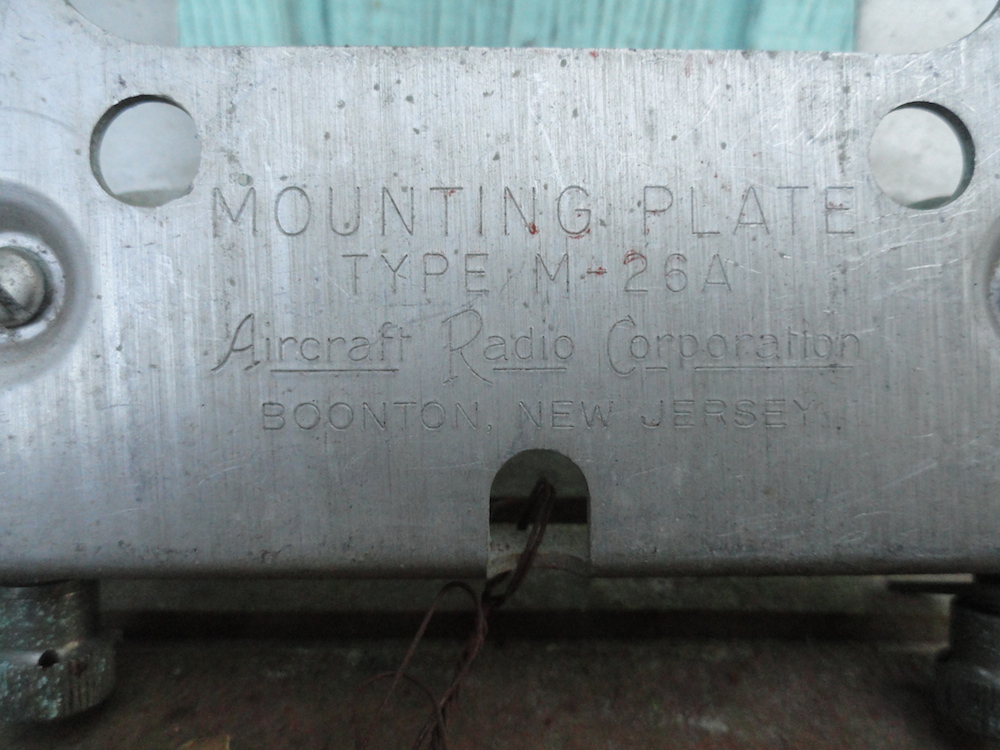 MOUNTING PLATE
TYPE M-26A
Aircraft Radio Corporation
BOONTON, NEW JERSEY.